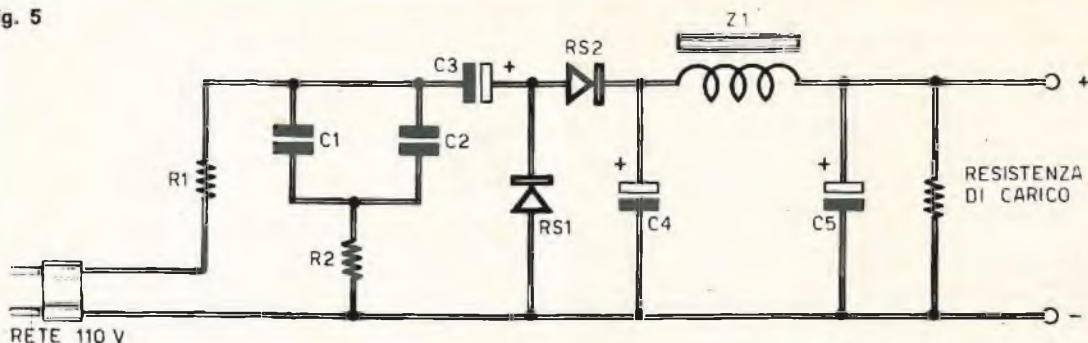 g. 5
Z1
RS2
C3 +
R1
C1
C2
RS1
R2
+
C4
+
C5
RESISTENZA
DI CARICO
+
-
RETE 110 V